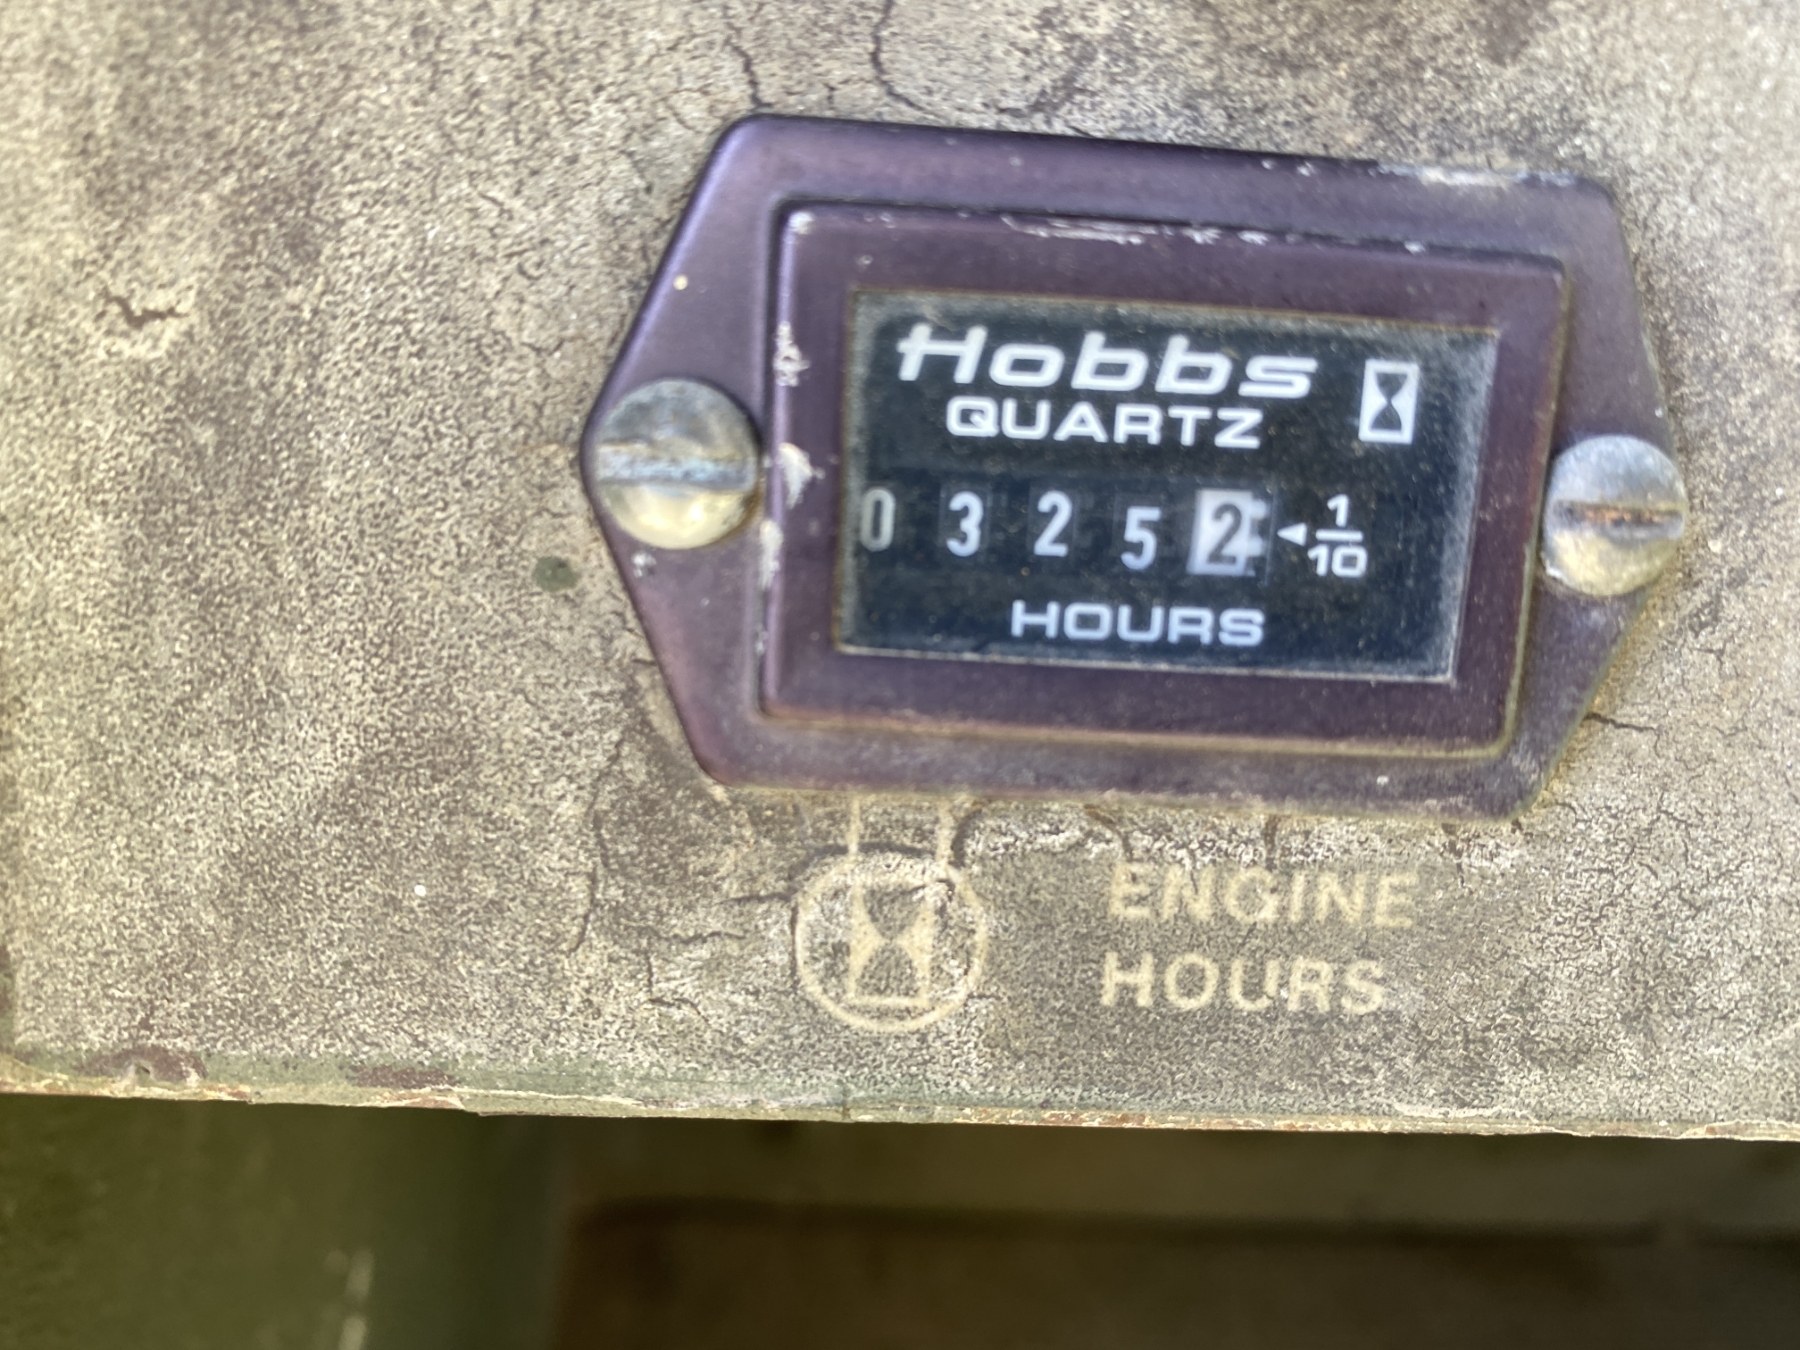 Hobbs
QUARTZ
0 3 2 5 2 1/10
HOURS
ENGINE
HOURS